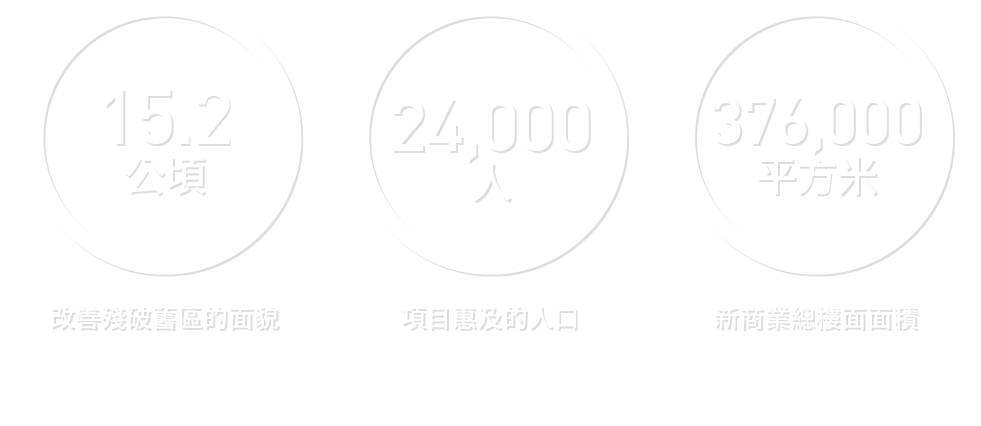 15.2
公頃
改善殘破舊區的面貌
24,000
人
項目惠及的人口
376,000
平方米
新商業總樓面面積